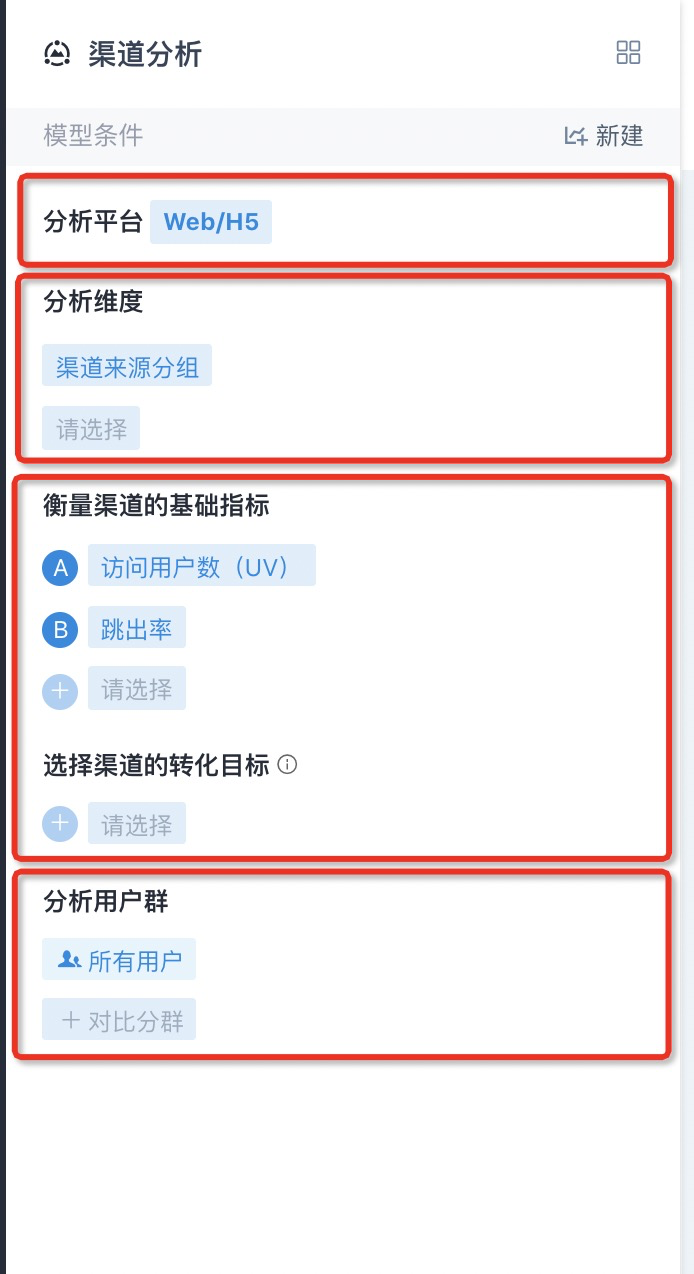 渠道分析
模型条件 新建
分析平台 Web/H5
分析维度
渠道来源分组
请选择
衡量渠道的基础指标
A 访问用户数（UV）
B 跳出率
+ 请选择
选择渠道的转化目标
+ 请选择
分析用户群
所有用户
+ 对比分群